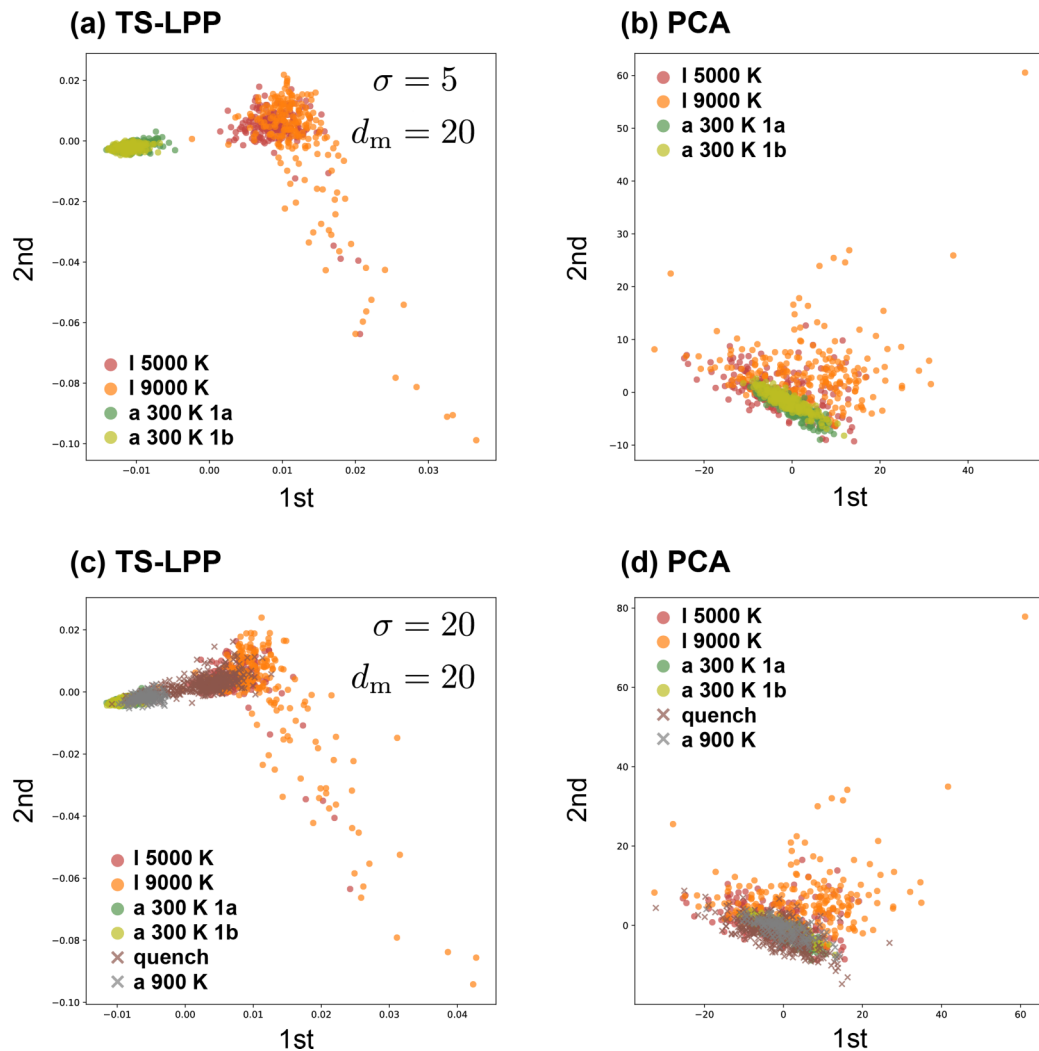 (a) TS-LPP
0.02
0.00
−0.02
−0.04
−0.06
−0.08
−0.10
2nd
σ = 5
dm = 20
l 5000 K
l 9000 K
a 300 K 1a
a 300 K 1b
−0.01
0.00
0.01
0.02
0.03
1st
(b) PCA
60
50
40
30
20
10
0
−10
2nd
l 5000 K
l 9000 K
a 300 K 1a
a 300 K 1b
−20
0
20
40
1st
(c) TS-LPP
0.02
0.00
−0.02
−0.04
−0.06
−0.08
−0.10
2nd
σ = 20
dm = 20
l 5000 K
l 9000 K
a 300 K 1a
a 300 K 1b
quench
a 900 K
−0.01
0.00
0.01
0.02
0.03
0.04
1st
(d) PCA
80
60
40
20
0
2nd
l 5000 K
l 9000 K
a 300 K 1a
a 300 K 1b
quench
a 900 K
−20
0
20
40
60
1st